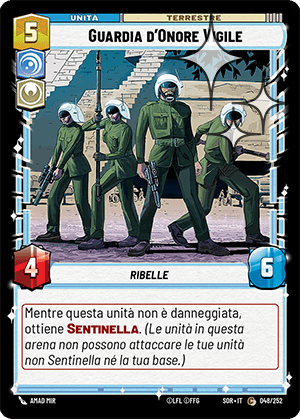 UNITÀ TERRESTRE
5 GUARDIA D'ONORE VIGILE
4 RIBELLE 6
Mentre questa unità non è danneggiata,
ottiene SENTINELLA. (Le unità in questa
arena non possono attaccare le tue unità
non Sentinella né la tua base.)
AMAD MIR ©LFL ©FFG SOR•IT C 048/252